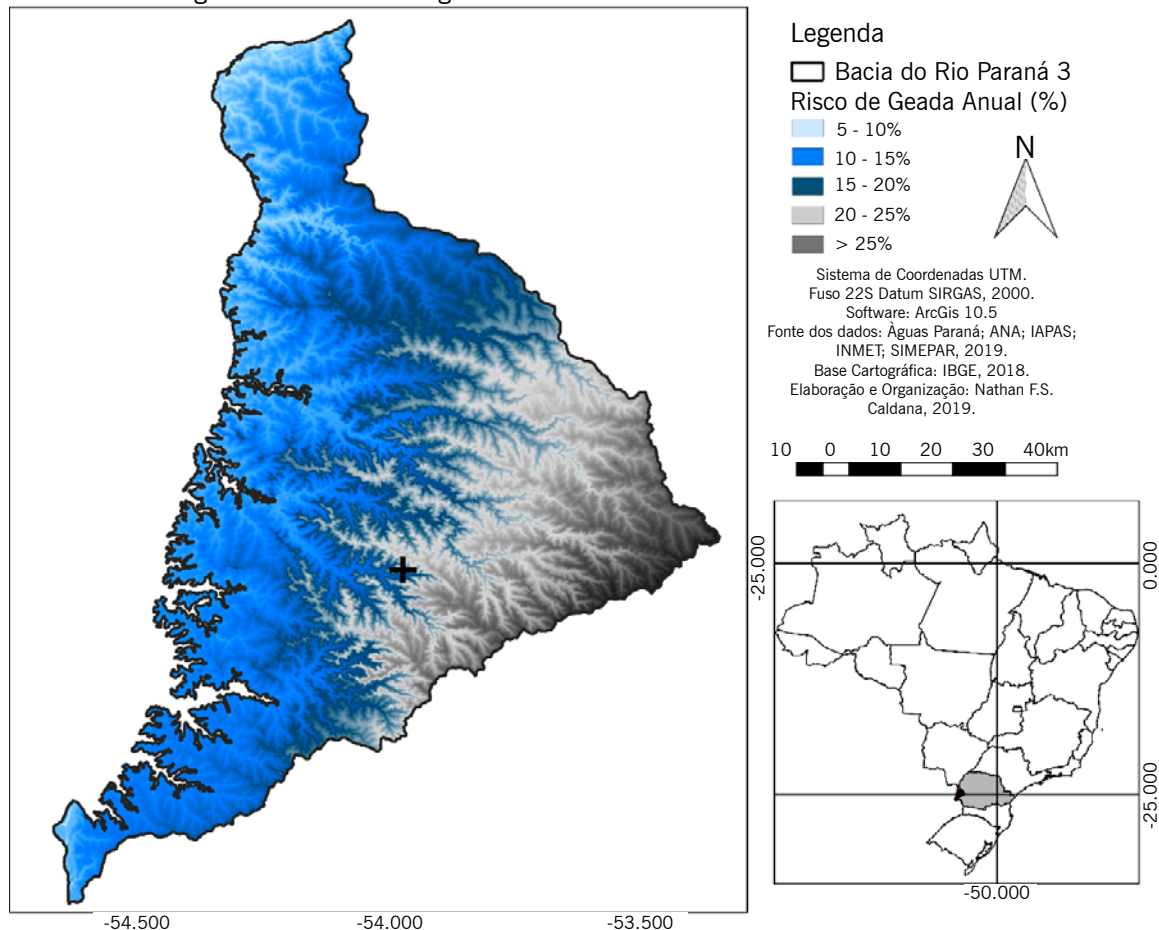 Legenda
Bacia do Rio Paraná 3
Risco de Geada Anual (%)
5 - 10%
10 - 15%
15 - 20%
20 - 25%
> 25%
N
Sistema de Coordenadas UTM.
Fuso 22S Datum SIRGAS, 2000.
Software: ArcGis 10.5
Fonte dos dados: Àguas Paraná; ANA; IAPAS;
INMET; SIMEPAR, 2019.
Base Cartográfica: IBGE, 2018.
Elaboração e Organização: Nathan F.S.
Caldana, 2019.
10 0 10 20 30 40km
-25.000
0.000
-25.000
-50.000
-54.500 -54.000 -53.500